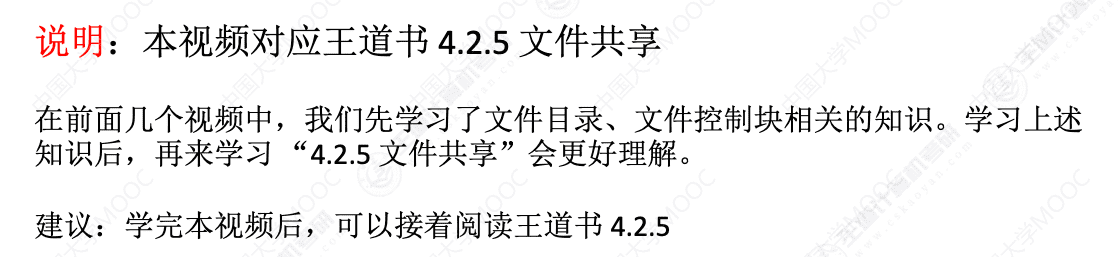 说明：本视频对应王道书 4.2.5 文件共享
在前面几个视频中，我们先学习了文件目录、文件控制块相关的知识。学习上述
知识后，再来学习 “4.2.5 文件共享”会更好理解。
建议：学完本视频后，可以接着阅读王道书 4.2.5